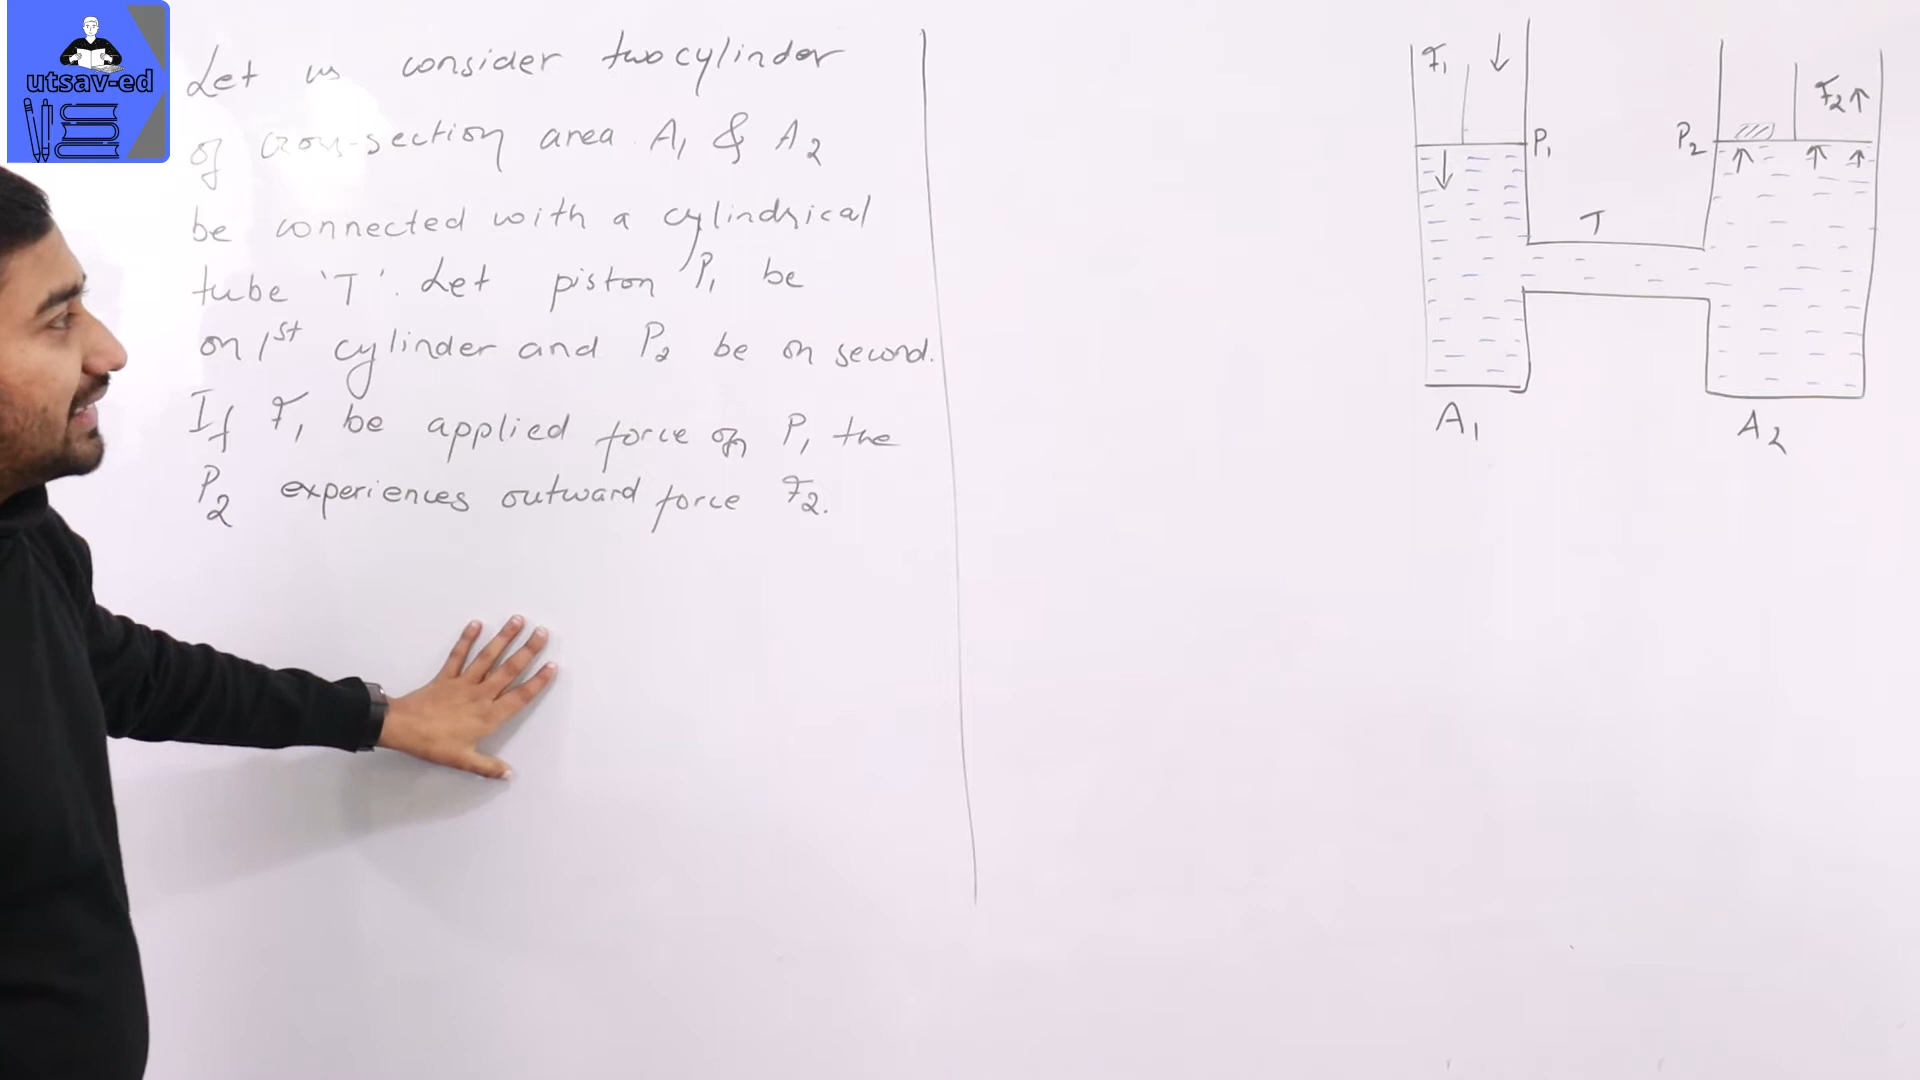 utsav-ed
Let us consider two cylinder
of cross-section area A1 & A2
be connected with a cylindrical
tube 'T'. Let piston P1 be
on 1st cylinder and P2 be on second.
If F1 be applied force on P1 the
P2 experiences outward force F2.
F1
F2
P1
P2
T
A1
A2